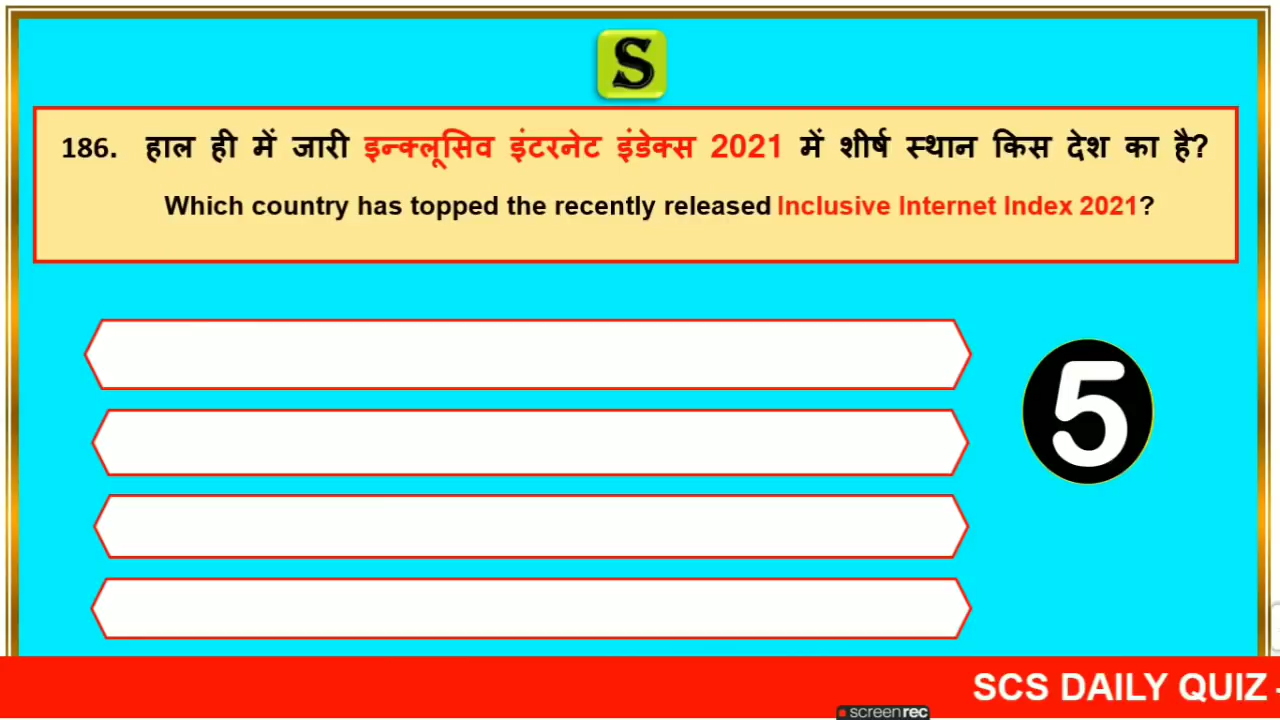 S
186. हाल ही में जारी इन्क्लूसिव इंटरनेट इंडेक्स 2021 में शीर्ष स्थान किस देश का है?
Which country has topped the recently released Inclusive Internet Index 2021?
5
SCS DAILY QUIZ -
screenrec